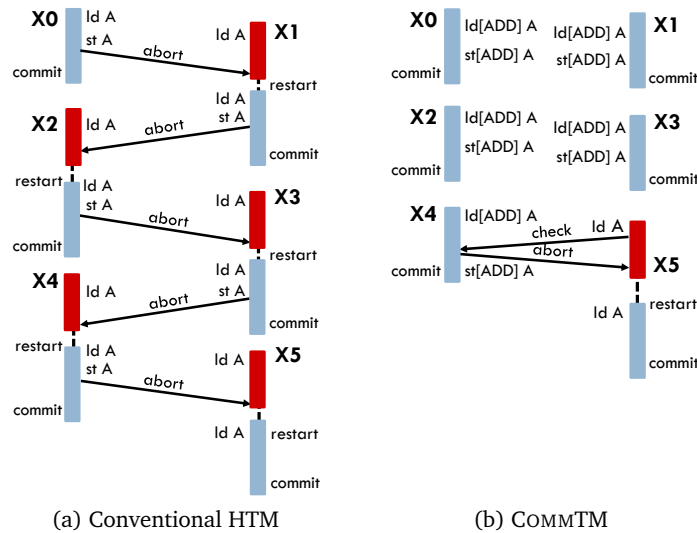 X0
ld A
st A
abort
commit
ld A
X1
restart
ld A
st A
abort
commit
X2
ld A
restart
ld A
st A
abort
commit
X3
ld A
restart
ld A
st A
abort
commit
X4
ld A
restart
ld A
st A
abort
commit
X5
ld A
restart
ld A
commit
(a) Conventional HTM
X0
ld[ADD] A
st[ADD] A
commit
X1
ld[ADD] A
st[ADD] A
commit
X2
ld[ADD] A
st[ADD] A
commit
X3
ld[ADD] A
st[ADD] A
commit
X4
ld[ADD] A
check
abort
commit
st[ADD] A
ld A
X5
restart
ld A
commit
(b) COMMTM